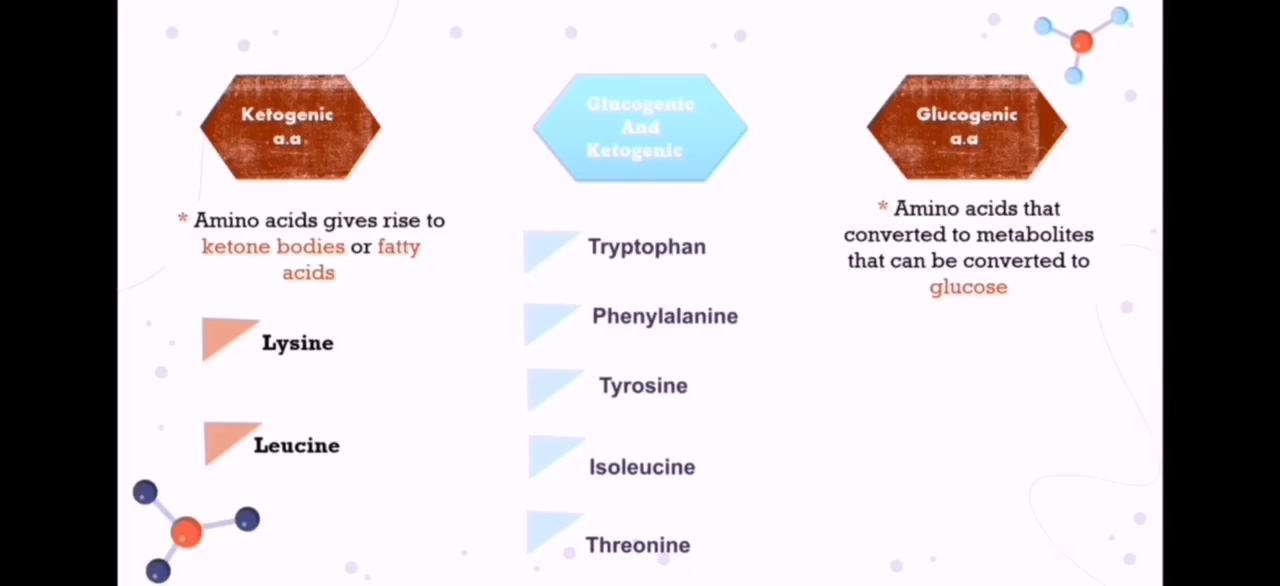 Ketogenic
a.a
* Amino acids gives rise to
ketone bodies or fatty
acids
Lysine
Leucine
Glucogenic
And
Ketogenic
Tryptophan
Phenylalanine
Tyrosine
Isoleucine
Threonine
Glucogenic
a.a
* Amino acids that
converted to metabolites
that can be converted to
glucose